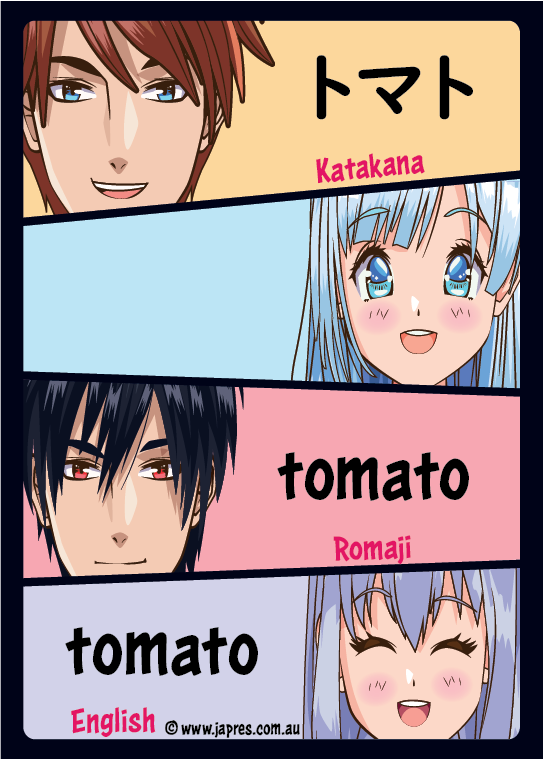 トマト
Katakana
tomato
Romaji
tomato
English © www.japres.com.au